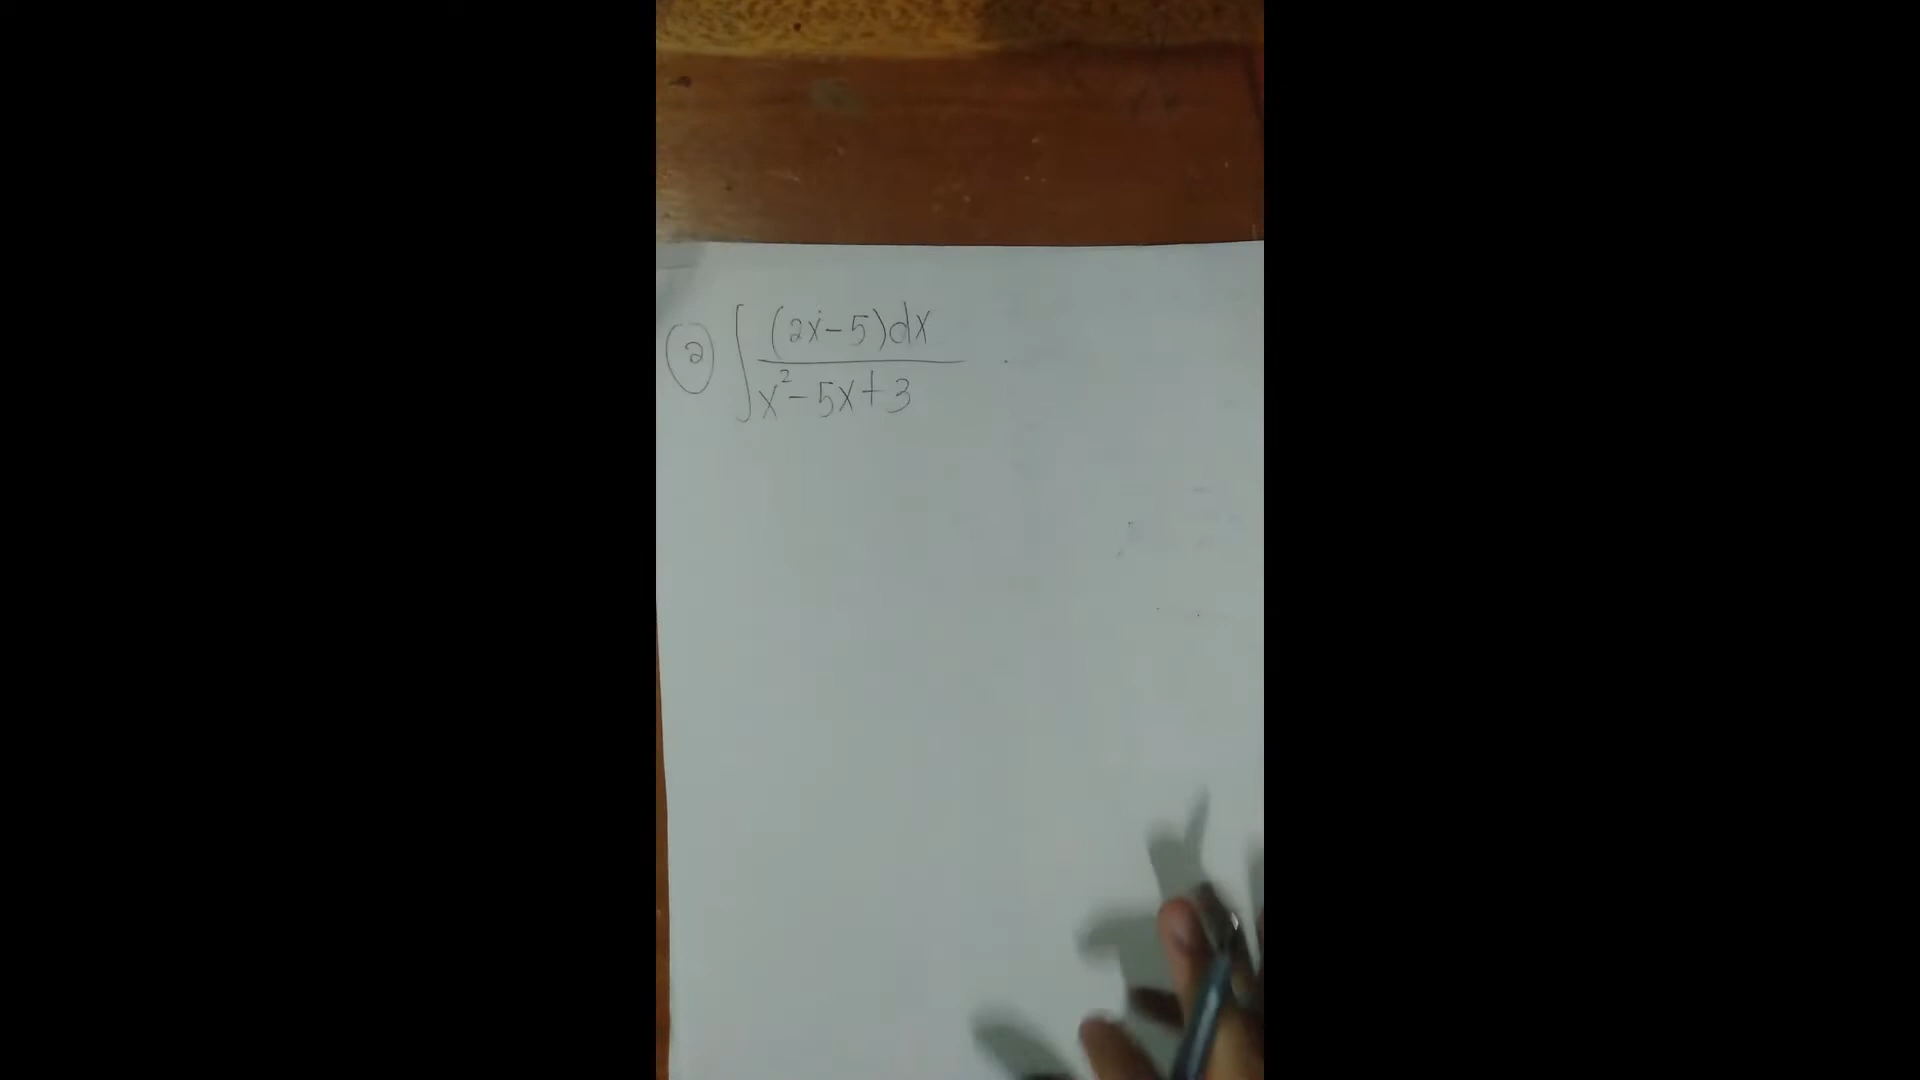 ② ∫ (2x-5)dx
x² - 5x + 3